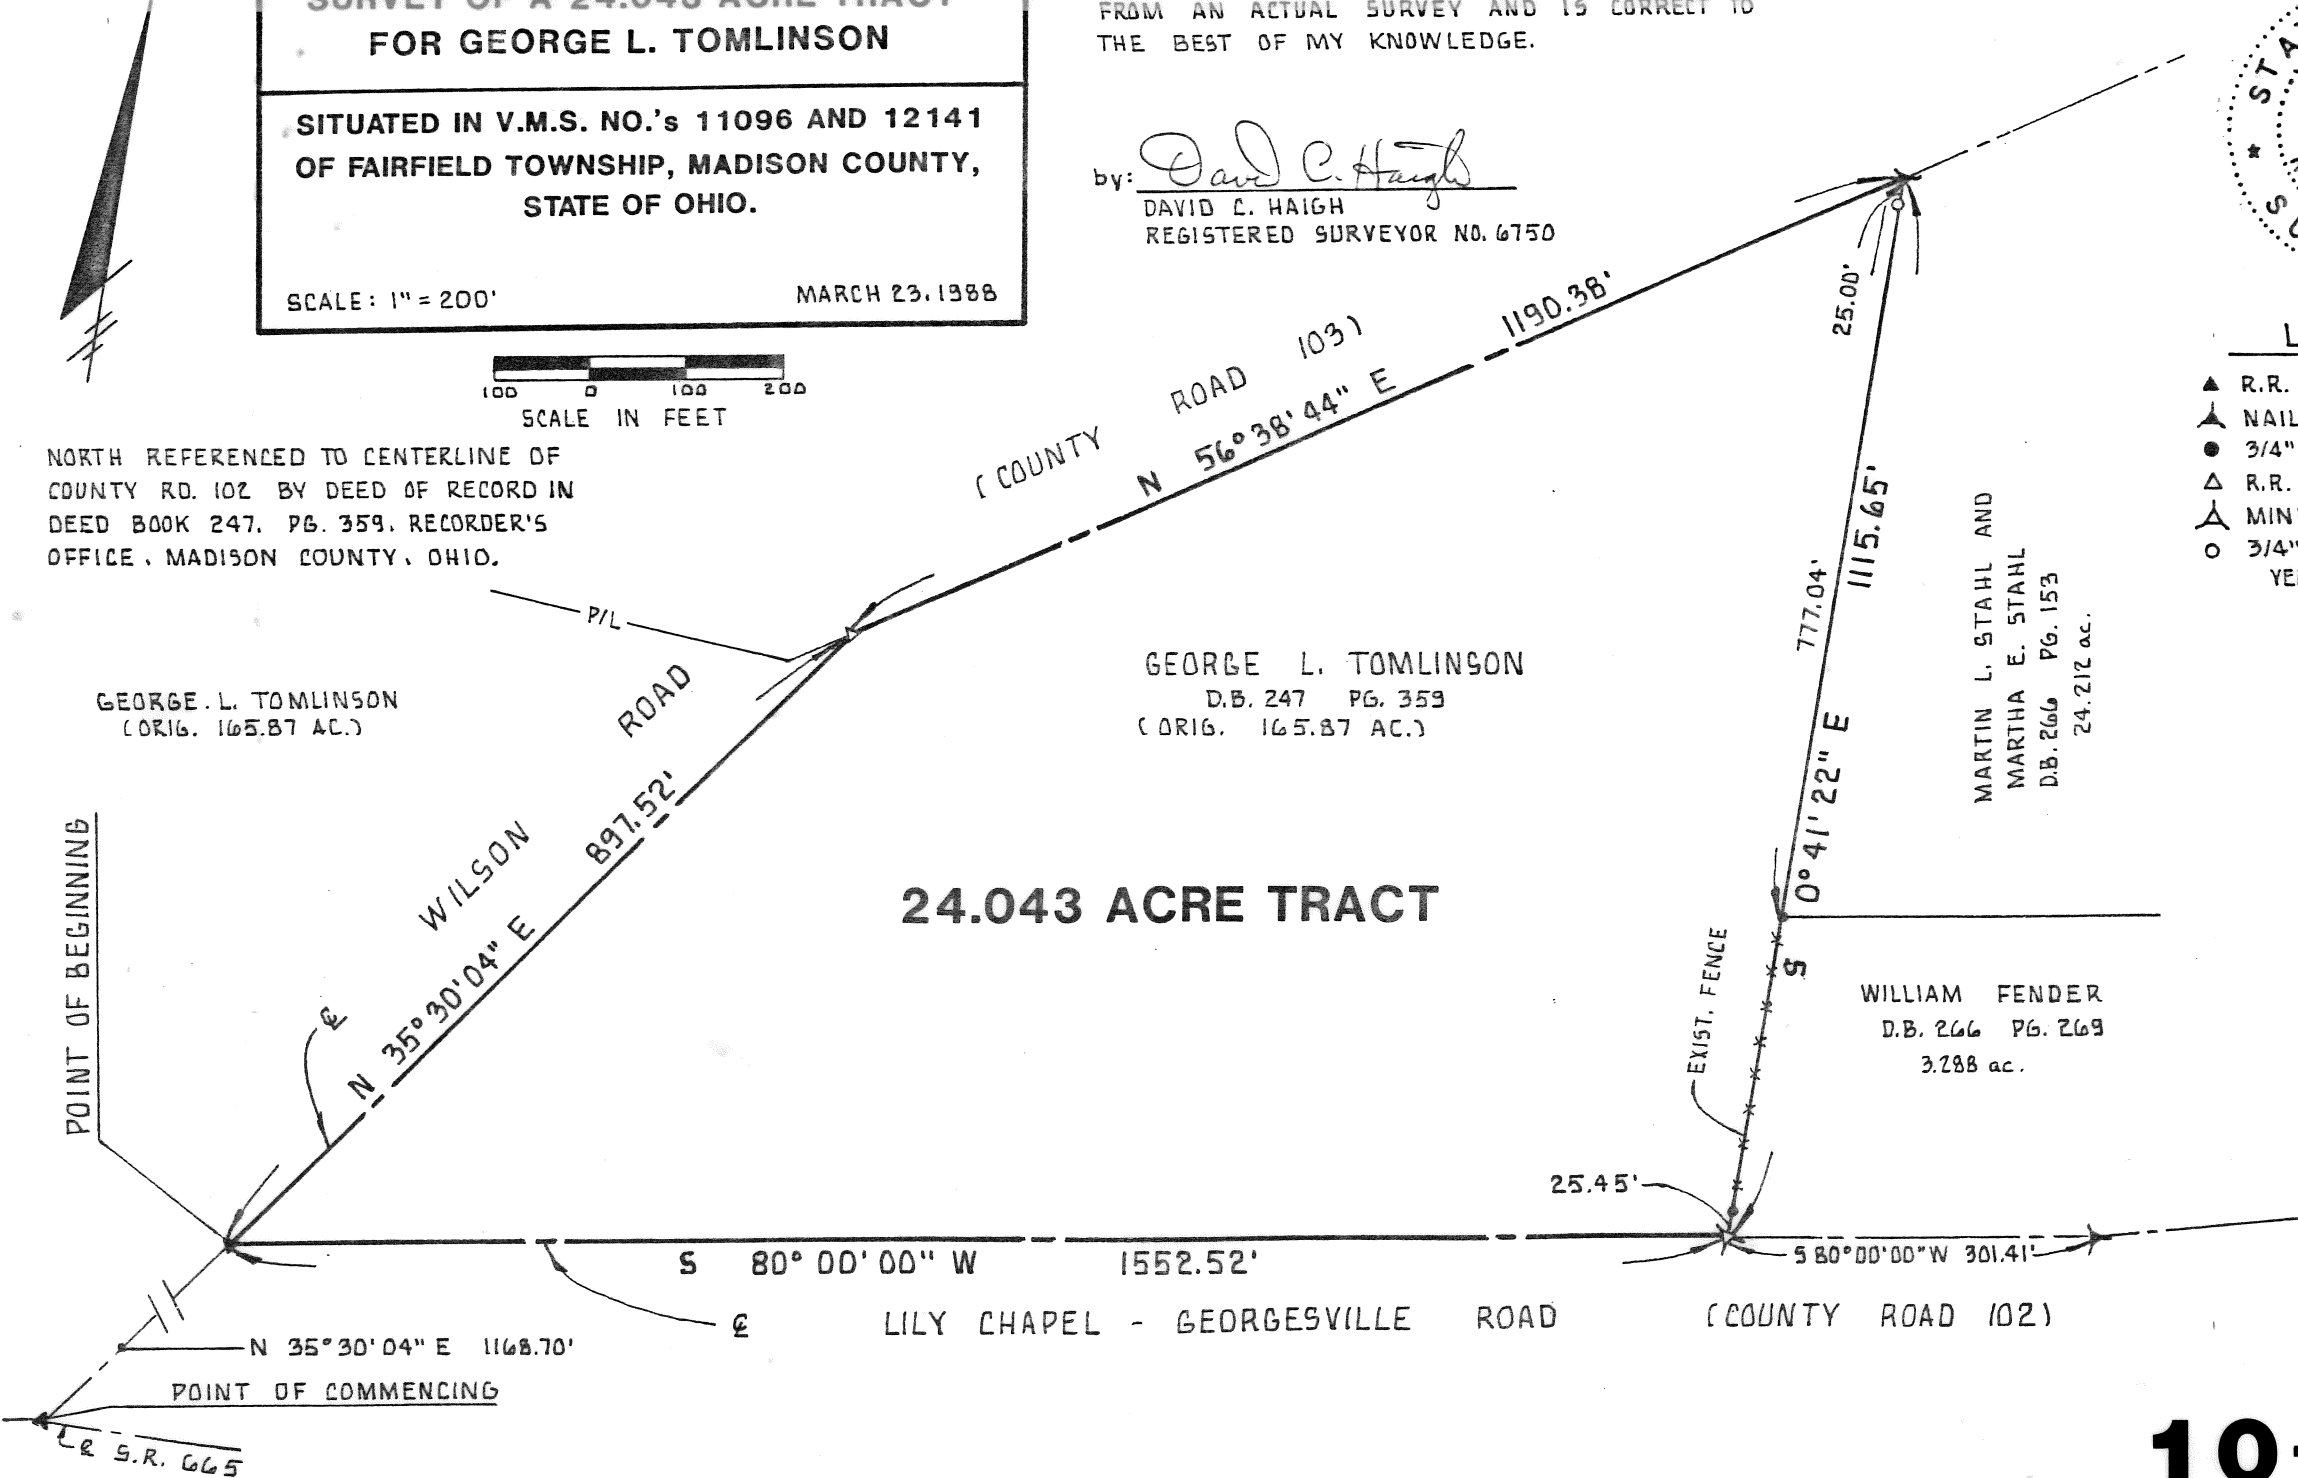 SURVEY OF A 24.043 ACRE TRACT
FOR GEORGE L. TOMLINSON
SITUATED IN V.M.S. NO.'s 11096 AND 12141
OF FAIRFIELD TOWNSHIP, MADISON COUNTY,
STATE OF OHIO.
SCALE: 1" = 200'
MARCH 23, 1988
FROM AN ACTUAL SURVEY AND IS CORRECT TO
THE BEST OF MY KNOWLEDGE.
by: David C. Haigh
DAVID C. HAIGH
REGISTERED SURVEYOR NO. 6750
100 0 100 200
SCALE IN FEET
NORTH REFERENCED TO CENTERLINE OF
COUNTY RD. 102 BY DEED OF RECORD IN
DEED BOOK 247, PG. 359, RECORDER'S
OFFICE, MADISON COUNTY, OHIO.
R.R.
NAIL
3/4"
R.R.
3/4"
P/L
(COUNTY ROAD 103)
N 56° 38' 44" E 1190.38'
25.00'
777.04'
1115.65'
S 0° 41' 22" E
MARTIN L. STAHL AND
MARTHA E. STAHL
D.B. 266 PG. 153
24.212 ac.
GEORGE L. TOMLINSON
(ORIG. 165.87 AC.)
GEORGE L. TOMLINSON
D.B. 247 PG. 359
(ORIG. 165.87 AC.)
WILSON ROAD
N 35° 30' 04" E 897.52'
24.043 ACRE TRACT
POINT OF BEGINNING
℄
EXIST. FENCE
WILLIAM FENDER
D.B. 266 PG. 269
3.288 ac.
25.45'
S 80° 00' 00" W 1552.52'
S 80° 00' 00" W 301.41'
℄ LILY CHAPEL - GEORGESVILLE ROAD (COUNTY ROAD 102)
N 35° 30' 04" E 1168.70'
POINT OF COMMENCING
℄ S.R. 665
10